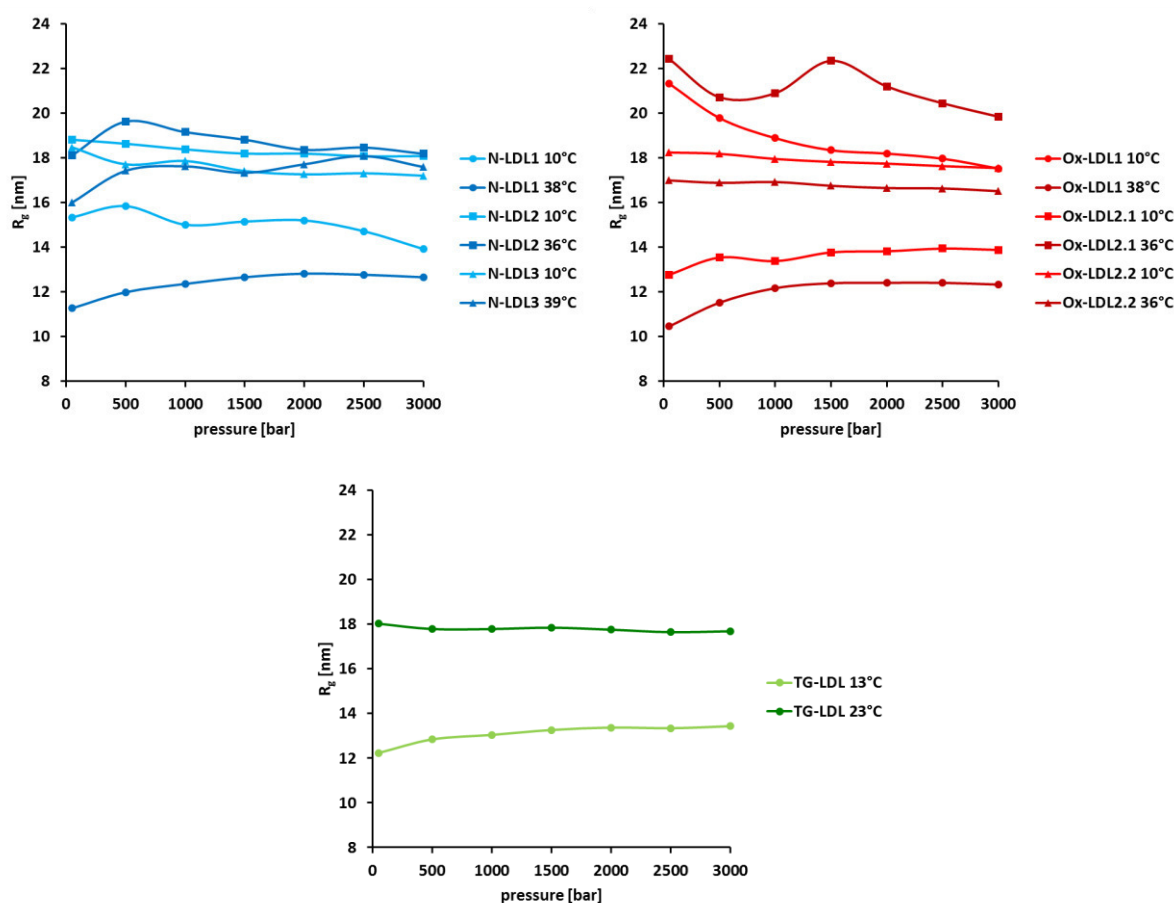 24
22
20
18
16
14
12
10
8
Rg [nm]
0 500 1000 1500 2000 2500 3000
pressure [bar]
N-LDL1 10°C
N-LDL1 38°C
N-LDL2 10°C
N-LDL2 36°C
N-LDL3 10°C
N-LDL3 39°C
24
22
20
18
16
14
12
10
8
Rg [nm]
0 500 1000 1500 2000 2500 3000
pressure [bar]
Ox-LDL1 10°C
Ox-LDL1 38°C
Ox-LDL2.1 10°C
Ox-LDL2.1 36°C
Ox-LDL2.2 10°C
Ox-LDL2.2 36°C
24
22
20
18
16
14
12
10
8
Rg [nm]
0 500 1000 1500 2000 2500 3000
pressure [bar]
TG-LDL 13°C
TG-LDL 23°C